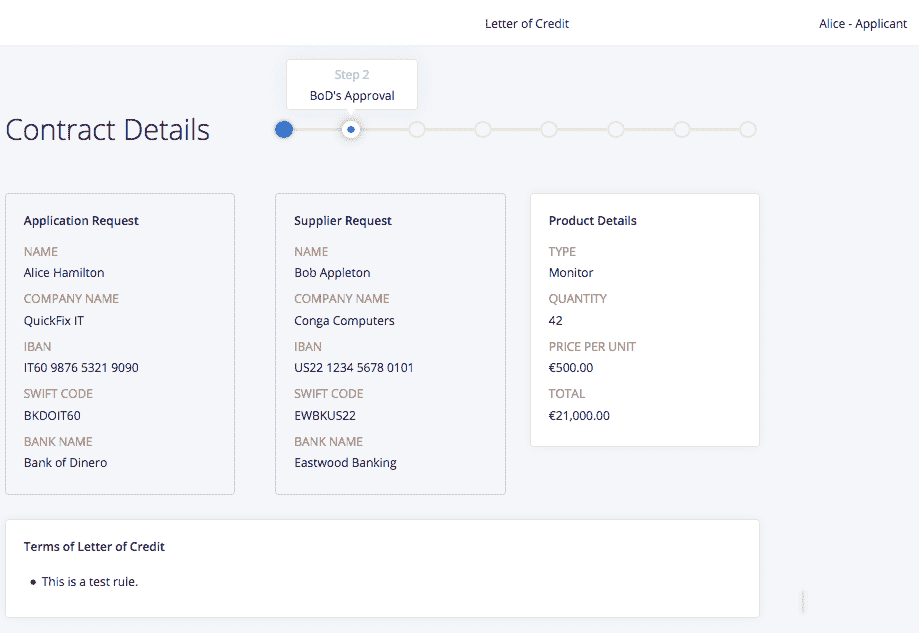 Letter of Credit
Alice - Applicant
Step 2
BoD's Approval
Contract Details
Application Request
NAME
Alice Hamilton
COMPANY NAME
QuickFix IT
IBAN
IT60 9876 5321 9090
SWIFT CODE
BKDOIT60
BANK NAME
Bank of Dinero
Supplier Request
NAME
Bob Appleton
COMPANY NAME
Conga Computers
IBAN
US22 1234 5678 0101
SWIFT CODE
EWBKUS22
BANK NAME
Eastwood Banking
Product Details
TYPE
Monitor
QUANTITY
42
PRICE PER UNIT
€500.00
TOTAL
€21,000.00
Terms of Letter of Credit
• This is a test rule.